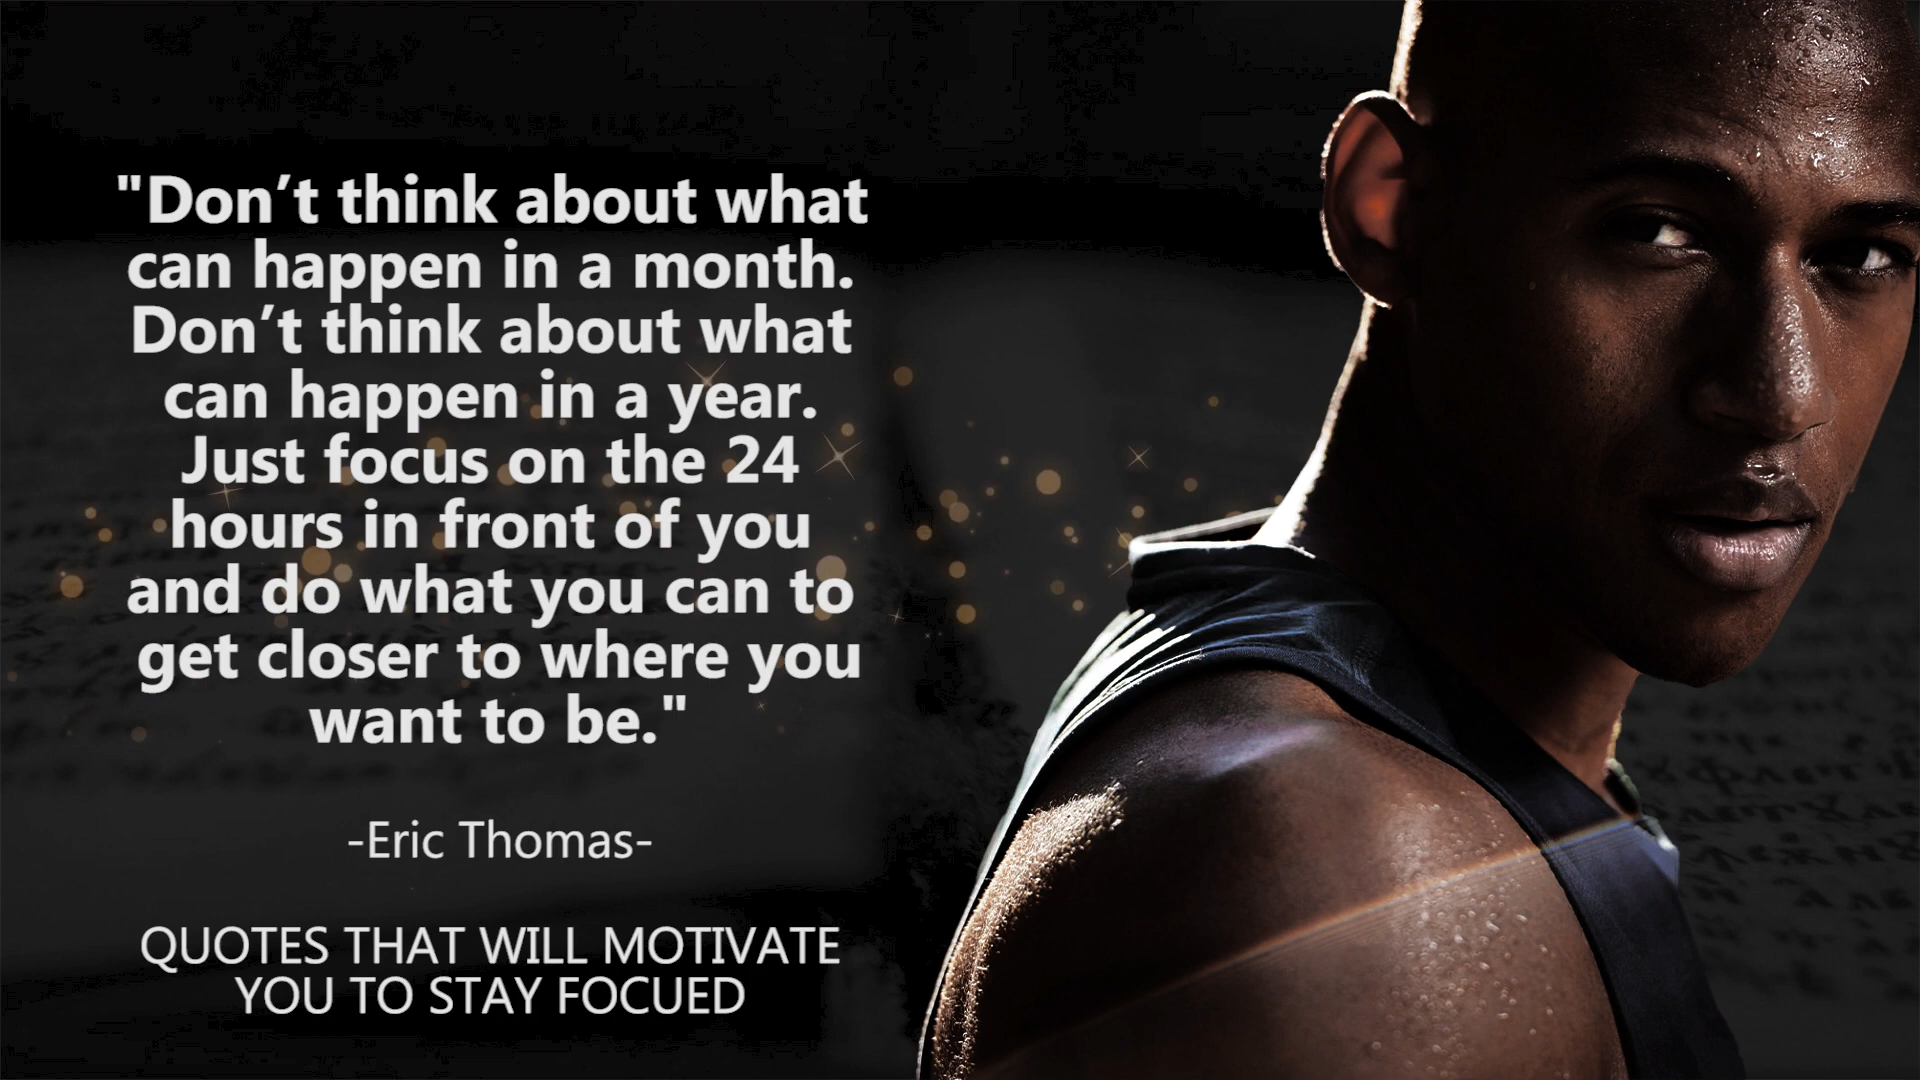 "Don’t think about what
can happen in a month.
Don’t think about what
can happen in a year.
Just focus on the 24
hours in front of you
and do what you can to
get closer to where you
want to be."
-Eric Thomas-
QUOTES THAT WILL MOTIVATE
YOU TO STAY FOCUED